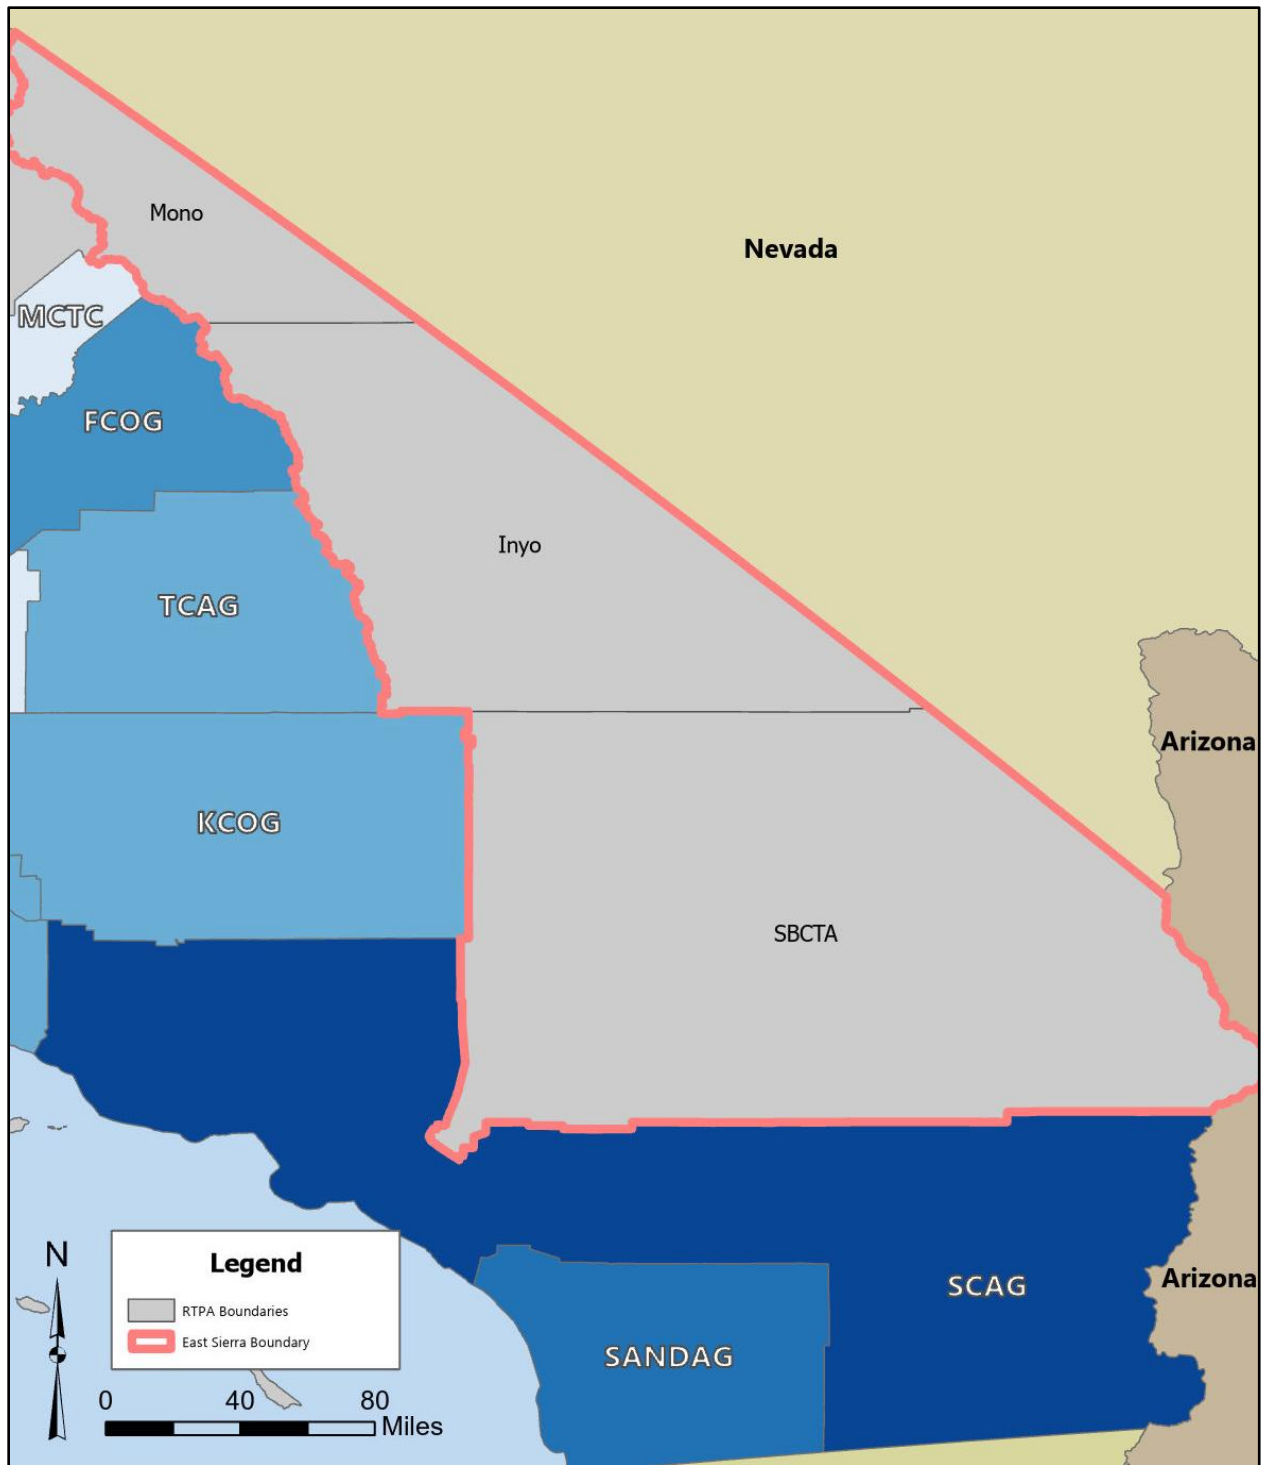 Mono
Nevada
MCTC
FCOG
Inyo
TCAG
Arizona
KCOG
SBCTA
Legend
RTPA Boundaries
East Sierra Boundary
N
0 40 80
Miles
SCAG
Arizona
SANDAG